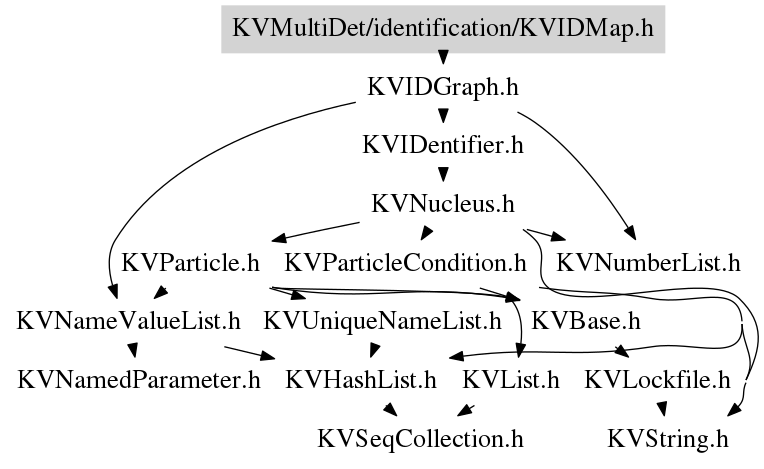 KVMultiDet/identification/KVIDMap.h
KVIDGraph.h
KVIDentifier.h
KVNucleus.h
KVParticle.h KVParticleCondition.h KVNumberList.h
KVNameValueList.h KVUniqueNameList.h KVBase.h
KVNamedParameter.h KVHashList.h KVList.h KVLockfile.h
KVSeqCollection.h KVString.h